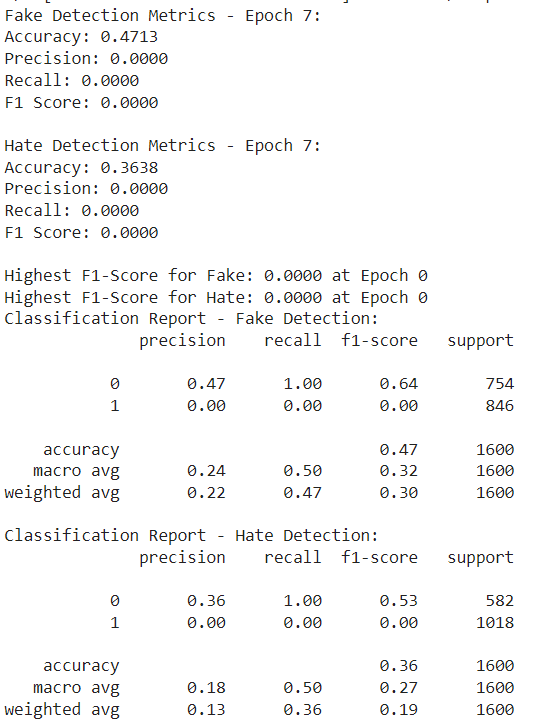 Fake Detection Metrics - Epoch 7:
Accuracy: 0.4713
Precision: 0.0000
Recall: 0.0000
F1 Score: 0.0000
Hate Detection Metrics - Epoch 7:
Accuracy: 0.3638
Precision: 0.0000
Recall: 0.0000
F1 Score: 0.0000
Highest F1-Score for Fake: 0.0000 at Epoch 0
Highest F1-Score for Hate: 0.0000 at Epoch 0
Classification Report - Fake Detection:
precision recall f1-score support
0 0.47 1.00 0.64 754
1 0.00 0.00 0.00 846
accuracy 0.47 1600
macro avg 0.24 0.50 0.32 1600
weighted avg 0.22 0.47 0.30 1600
Classification Report - Hate Detection:
precision recall f1-score support
0 0.36 1.00 0.53 582
1 0.00 0.00 0.00 1018
accuracy 0.36 1600
macro avg 0.18 0.50 0.27 1600
weighted avg 0.13 0.36 0.19 1600